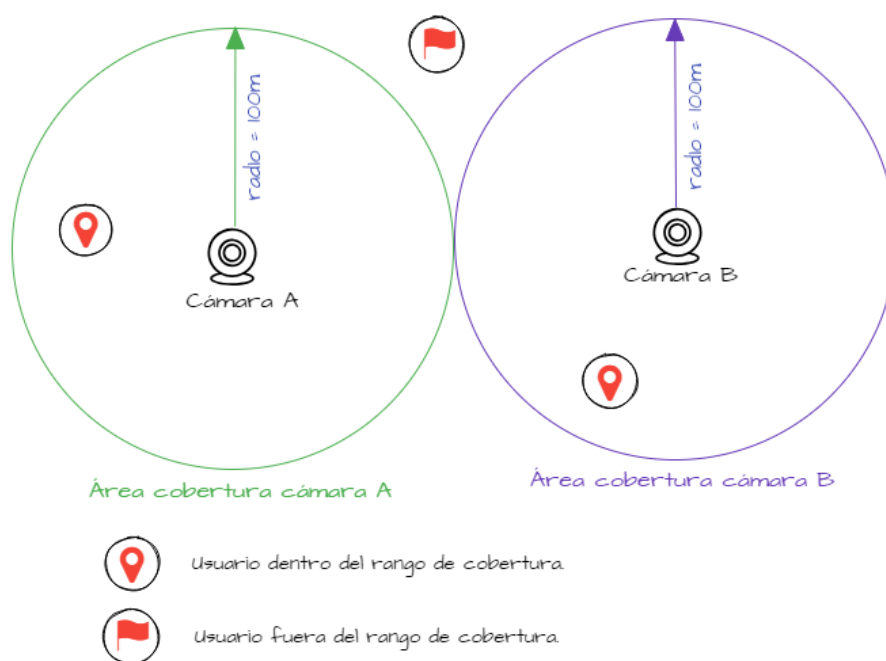 radio = 100m
radio = 100m
Cámara A
Cámara B
Área cobertura cámara A
Área cobertura cámara B
Usuario dentro del rango de cobertura.
Usuario fuera del rango de cobertura.